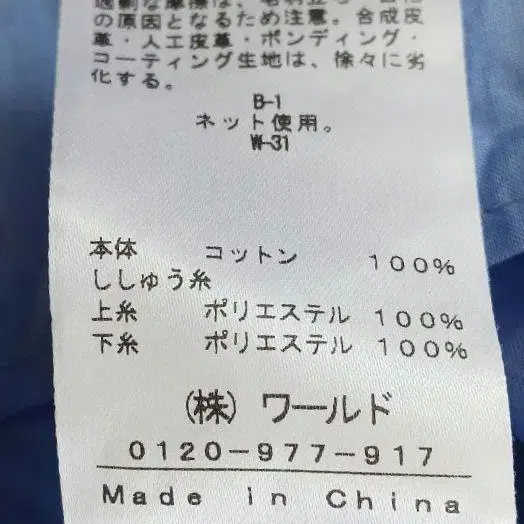 の原因となるため注意。合成皮
革・人工皮革・ボンディング・
コーティング生地は、徐々に劣
化する。
B-1
ネット使用。
W-31
本体 コットン 100%
ししゅう糸
上糸 ポリエステル 100%
下糸 ポリエステル 100%
(株) ワールド
0120-977-917
Made in China